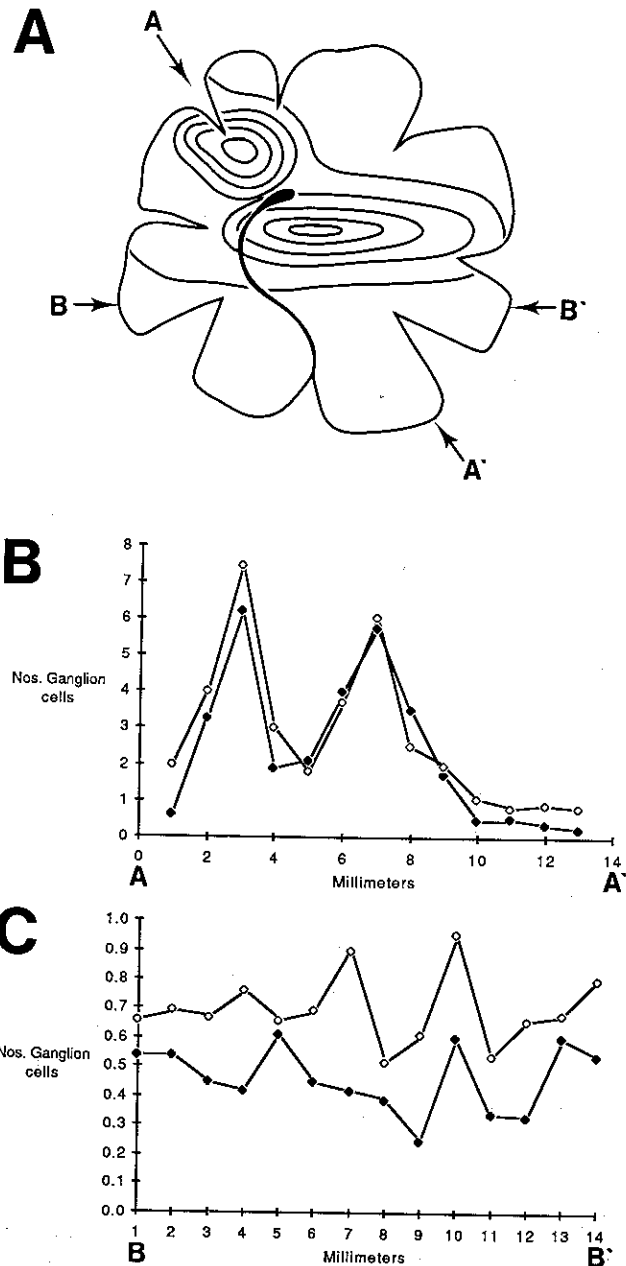 A
A
B
B`
A`
B
8
7
6
5
4
3
2
1
0
Nos. Ganglion
cells
0 2 4 6 8 10 12 14
A Millimeters A`
C
1.0
0.9
0.8
0.7
0.6
0.5
0.4
0.3
0.2
0.1
0.0
Nos. Ganglion
cells
1 2 3 4 5 6 7 8 9 10 11 12 13 14
B Millimeters B`